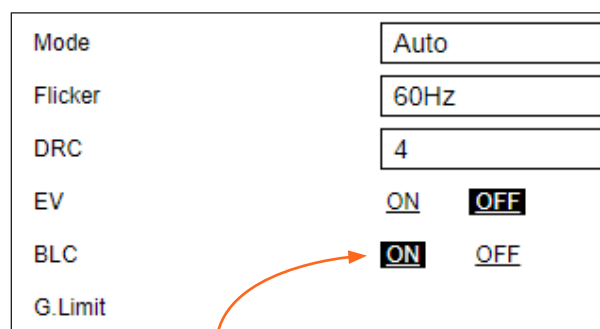 Mode Auto
Flicker 60Hz
DRC 4
EV ON OFF
BLC ON OFF
G.Limit